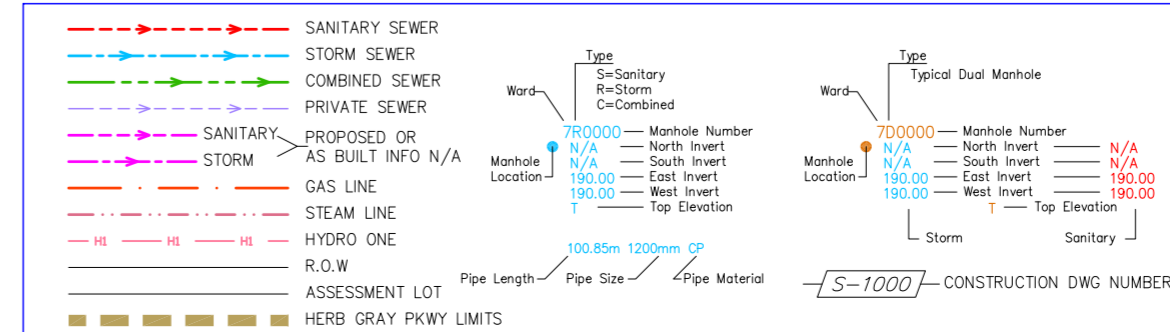 SANITARY SEWER
STORM SEWER
COMBINED SEWER
PRIVATE SEWER
SANITARY
STORM
PROPOSED OR
AS BUILT INFO N/A
GAS LINE
STEAM LINE
H1 H1 H1 HYDRO ONE
R.O.W
ASSESSMENT LOT
HERB GRAY PKWY LIMITS
Type
S=Sanitary
R=Storm
C=Combined
Ward
7R0000 Manhole Number
N/A North Invert
N/A South Invert
190.00 East Invert
190.00 West Invert
T Top Elevation
Manhole
Location
100.85m 1200mm CP
Pipe Length Pipe Size Pipe Material
Type
Typical Dual Manhole
Ward
7D0000 Manhole Number
N/A North Invert N/A
N/A South Invert N/A
190.00 East Invert 190.00
190.00 West Invert 190.00
T Top Elevation
Manhole
Location
Storm Sanitary
S-1000 CONSTRUCTION DWG NUMBER